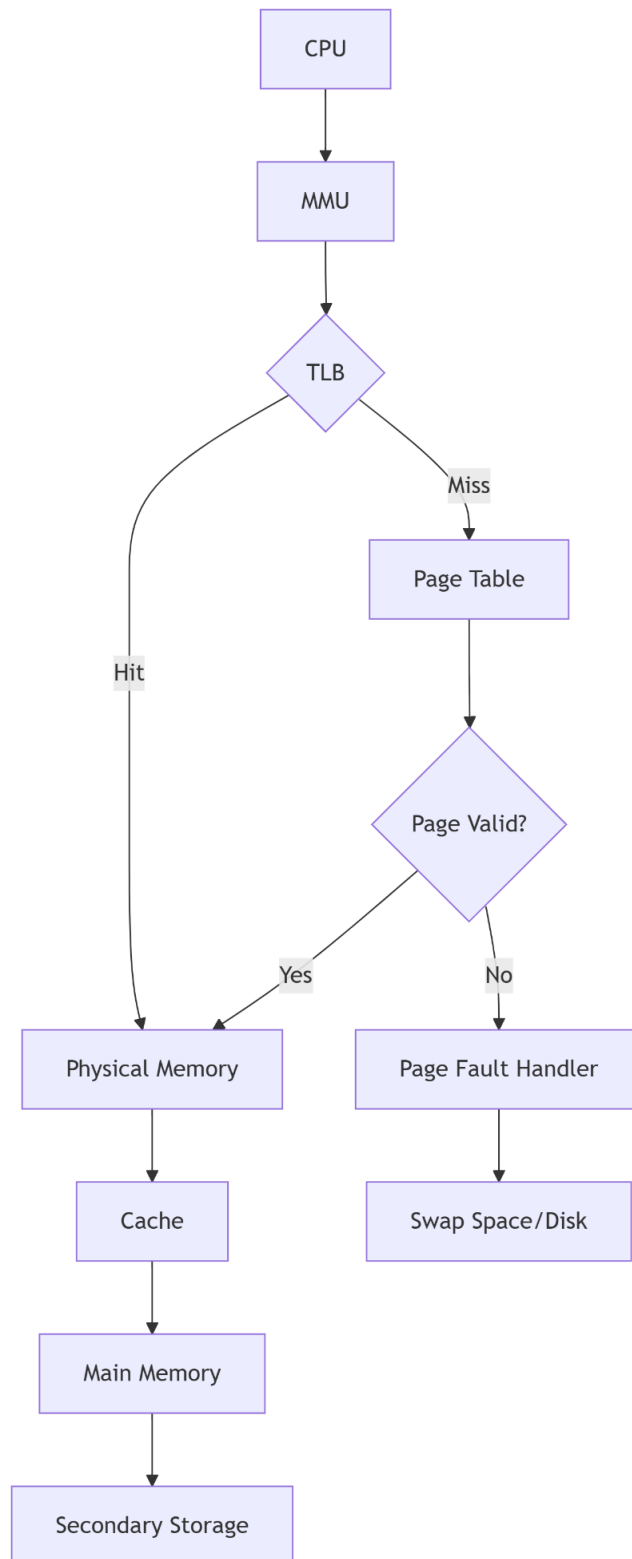 CPU
MMU
TLB
Miss
Page Table
Hit
Page Valid?
Yes
No
Physical Memory
Page Fault Handler
Cache
Swap Space/Disk
Main Memory
Secondary Storage